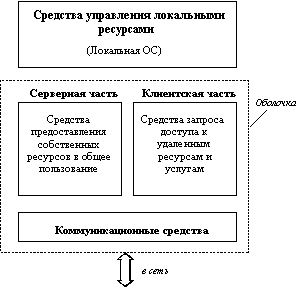 Средства управления локальными
ресурсами
(Локальная ОС)
Серверная часть
Клиентская часть
Оболочка
Средства
предоставления
собственных
ресурсов в общее
пользование
Средства запроса
доступа к
удаленным
ресурсам и
услугам
Коммуникационные средства
в сеть